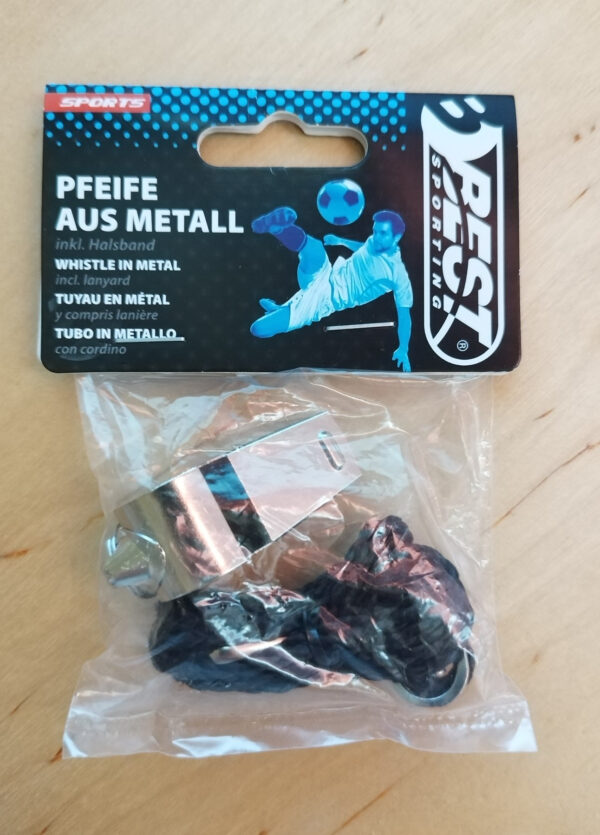 SPORTS
PFEIFE
AUS METALL
inkl. Halsband
WHISTLE IN METAL
incl. lanyard
TUYAU EN MÉTAL
y compris lanière
TUBO IN METALLO
con cordino
BEST
SPORTING
®